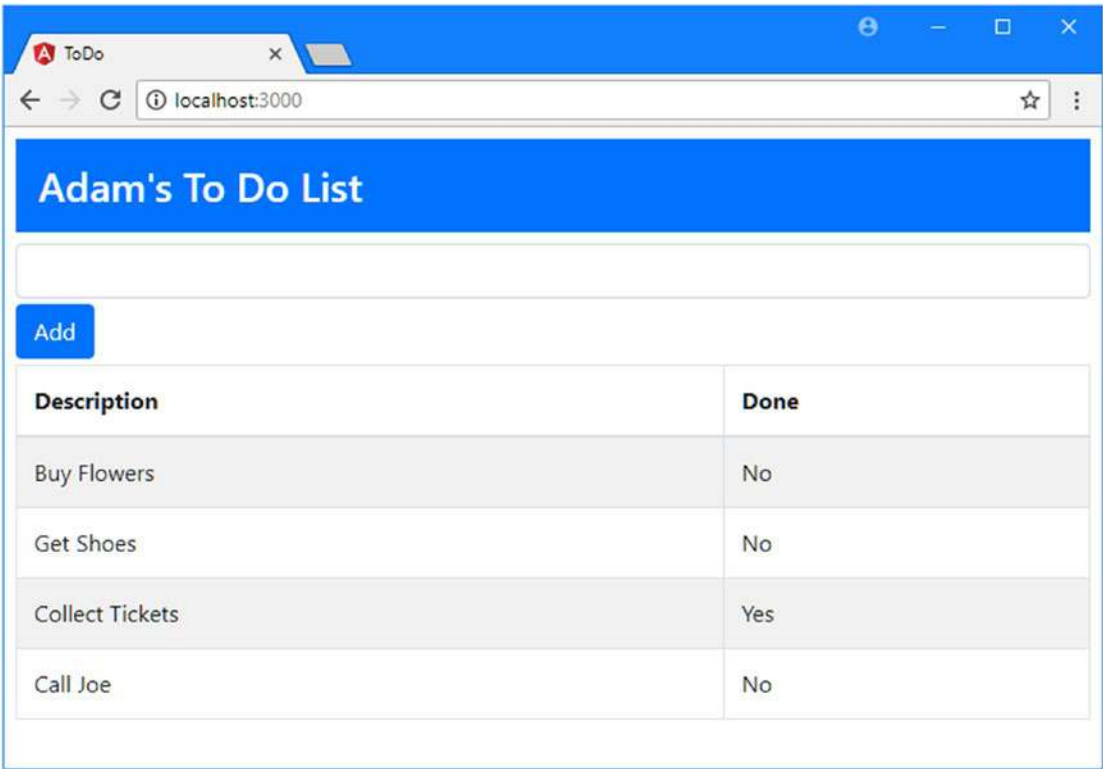 ToDo
localhost:3000
Adam's To Do List
Add
Description Done
Buy Flowers No
Get Shoes No
Collect Tickets Yes
Call Joe No